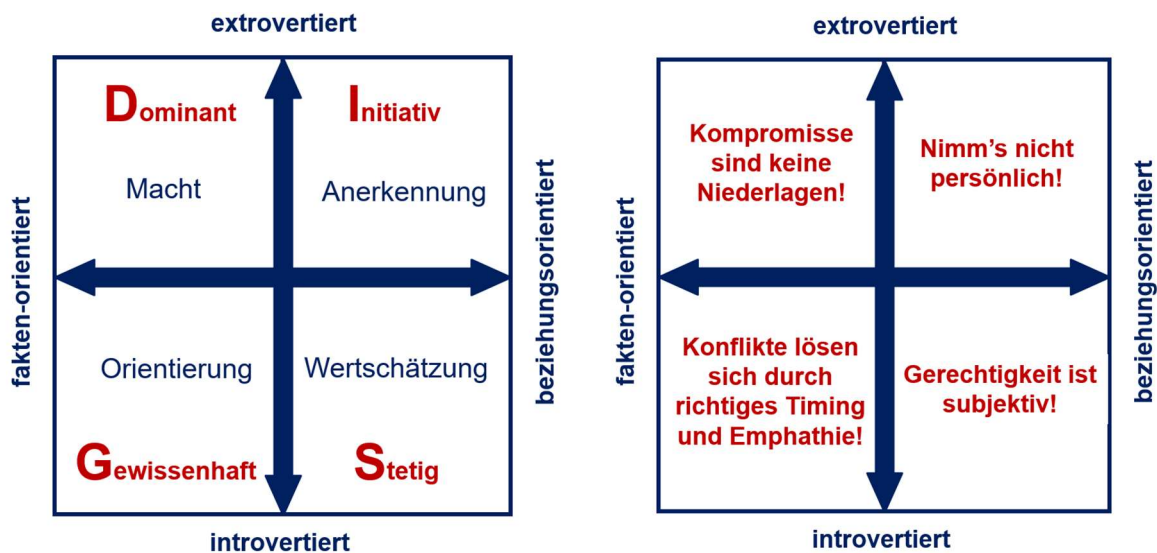 extrovertiert
Dominant
Initiativ
Macht
Anerkennung
fakten-orientiert
beziehungsorientiert
Orientierung
Wertschätzung
Gewissenhaft
Stetig
introvertiert
extrovertiert
Kompromisse
sind keine
Niederlagen!
Nimm's nicht
persönlich!
fakten-orientiert
beziehungsorientiert
Konflikte lösen
sich durch
richtiges Timing
und Emphathie!
Gerechtigkeit ist
subjektiv!
introvertiert